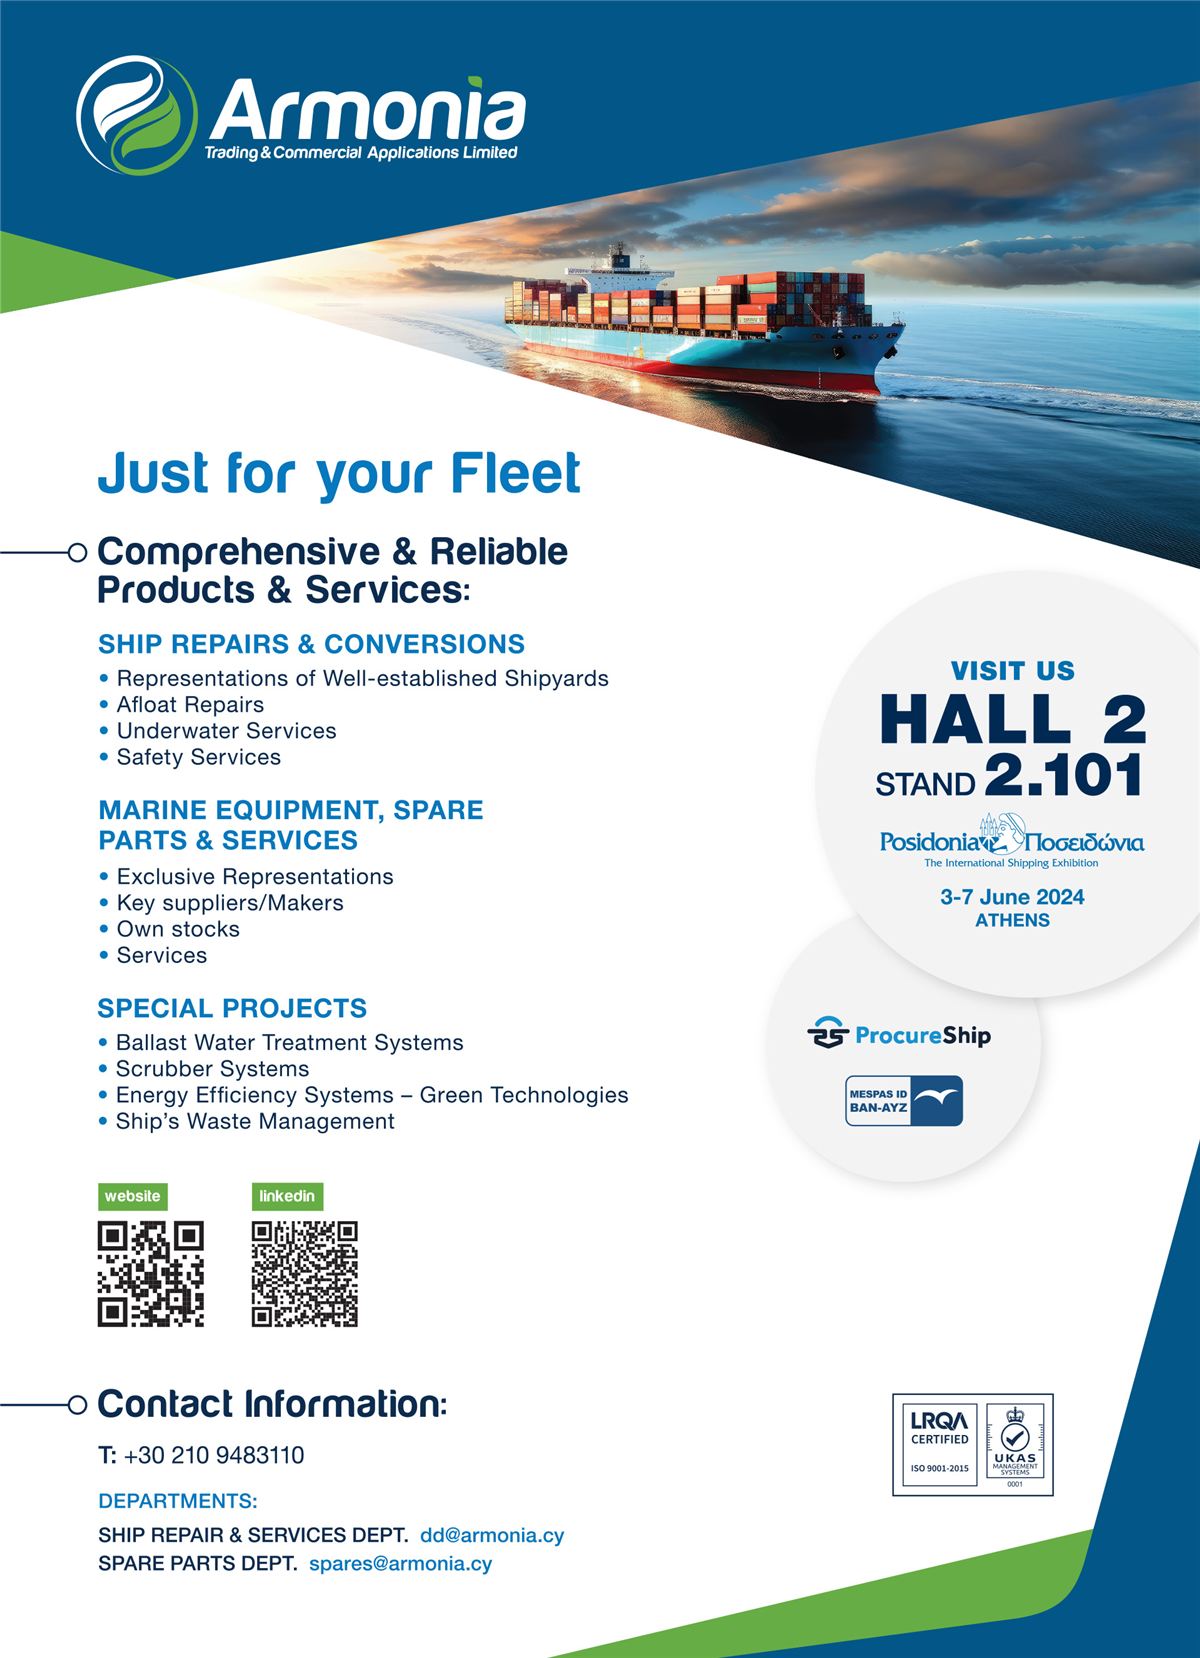 Armonia
Trading & Commercial Applications Limited
Just for your Fleet
Comprehensive & Reliable
Products & Services:
SHIP REPAIRS & CONVERSIONS
• Representations of Well-established Shipyards
• Afloat Repairs
• Underwater Services
• Safety Services
MARINE EQUIPMENT, SPARE
PARTS & SERVICES
• Exclusive Representations
• Key suppliers/Makers
• Own stocks
• Services
SPECIAL PROJECTS
• Ballast Water Treatment Systems
• Scrubber Systems
• Energy Efficiency Systems – Green Technologies
• Ship's Waste Management
VISIT US
HALL 2
STAND 2.101
Posidonia Ποσειδώνια
The International Shipping Exhibition
3-7 June 2024
ATHENS
ProcureShip
MESPAS ID
BAN-AYZ
website
linkedin
Contact Information:
T: +30 210 9483110
DEPARTMENTS:
SHIP REPAIR & SERVICES DEPT. dd@armonia.cy
SPARE PARTS DEPT. spares@armonia.cy
LRQA
CERTIFIED
ISO 9001-2015
UKAS
MANAGEMENT
SYSTEMS
0001